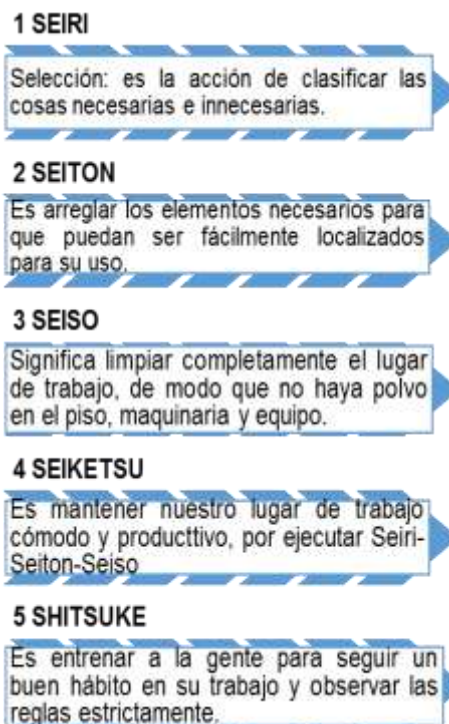 1 SEIRI
Selección: es la acción de clasificar las
cosas necesarias e innecesarias.
2 SEITON
Es arreglar los elementos necesarios para
que puedan ser fácilmente localizados
para su uso.
3 SEISO
Significa limpiar completamente el lugar
de trabajo, de modo que no haya polvo
en el piso, maquinaria y equipo.
4 SEIKETSU
Es mantener nuestro lugar de trabajo
cómodo y producttivo, por ejecutar Seiri-
Seiton-Seiso
5 SHITSUKE
Es entrenar a la gente para seguir un
buen hábito en su trabajo y observar las
reglas estrictamente.